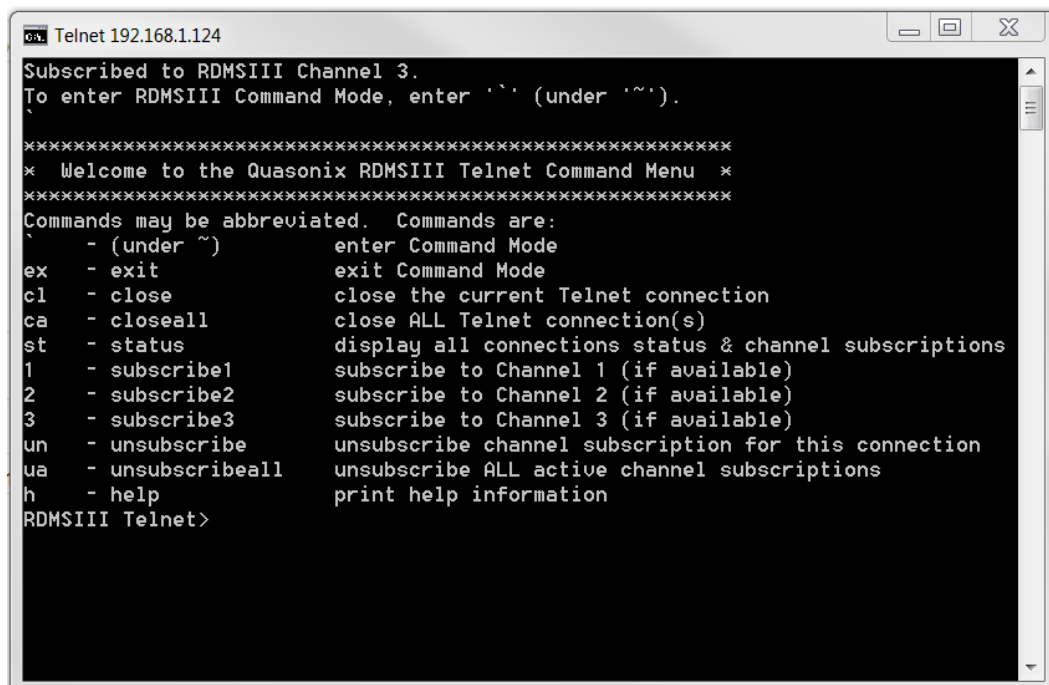 Telnet 192.168.1.124
Subscribed to RDMSIII Channel 3.
To enter RDMSIII Command Mode, enter '`' (under '~').
`
*********************************************************
*  Welcome to the Quasonix RDMSIII Telnet Command Menu  *
*********************************************************
Commands may be abbreviated.  Commands are:
`    - (under ~)         enter Command Mode
ex   - exit              exit Command Mode
cl   - close             close the current Telnet connection
ca   - closeall          close ALL Telnet connection(s)
st   - status            display all connections status & channel subscriptions
1    - subscribe1        subscribe to Channel 1 (if available)
2    - subscribe2        subscribe to Channel 2 (if available)
3    - subscribe3        subscribe to Channel 3 (if available)
un   - unsubscribe       unsubscribe channel subscription for this connection
ua   - unsubscribeall    unsubscribe ALL active channel subscriptions
h    - help              print help information
RDMSIII Telnet>